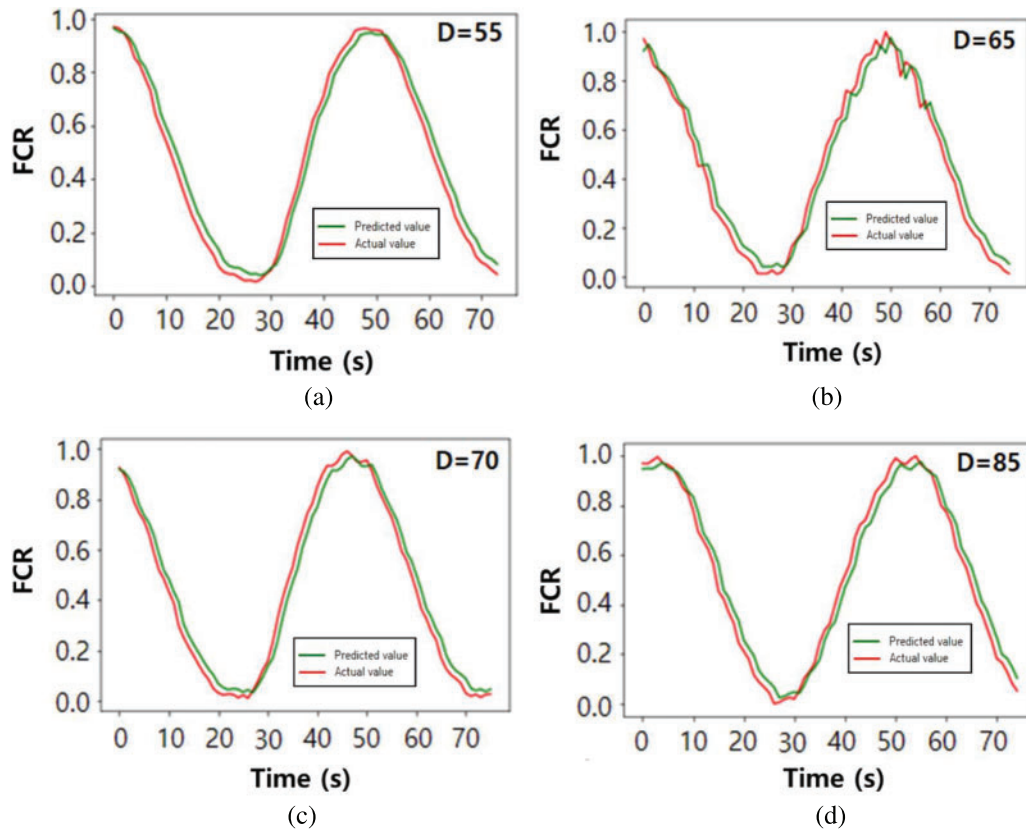 D=55
1.0
0.8
0.6
0.4
0.2
0.0
FCR
Predicted value
Actual value
0 10 20 30 40 50 60 70
Time (s)
(a)
D=65
1.0
0.8
0.6
0.4
0.2
0.0
FCR
Predicted value
Actual value
0 10 20 30 40 50 60 70
Time (s)
(b)
D=70
1.0
0.8
0.6
0.4
0.2
0.0
FCR
Predicted value
Actual value
0 10 20 30 40 50 60 70
Time (s)
(c)
D=85
1.0
0.8
0.6
0.4
0.2
0.0
FCR
Predicted value
Actual value
0 10 20 30 40 50 60 70
Time (s)
(d)